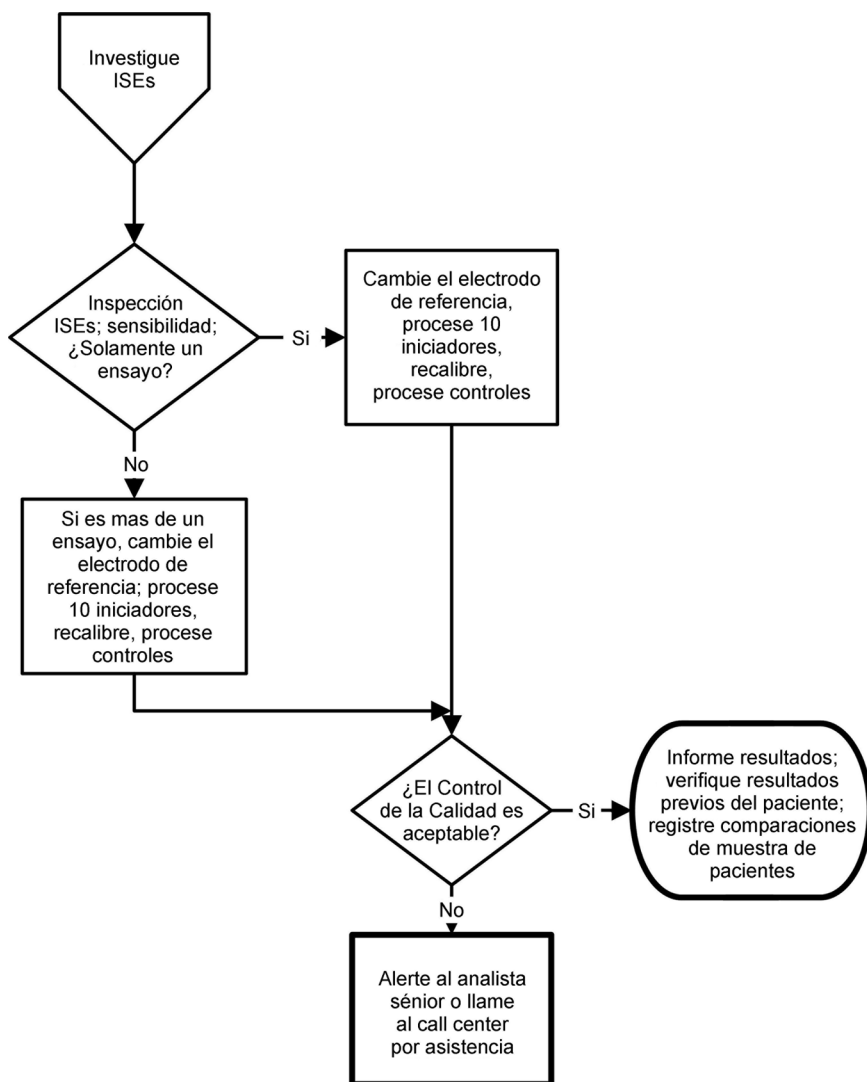 Investigue
ISEs
Inspección
ISEs; sensibilidad;
¿Solamente un
ensayo?
Si
Cambie el electrodo
de referencia,
procese 10
iniciadores,
recalibre,
procese controles
No
Si es mas de un
ensayo, cambie el
electrodo de
referencia; procese
10 iniciadores,
recalibre, procese
controles
¿El Control
de la Calidad es
aceptable?
Si
Informe resultados;
verifique resultados
previos del paciente;
registre comparaciones
de muestra de
pacientes
No
Alerte al analista
sénior o llame
al call center
por asistencia